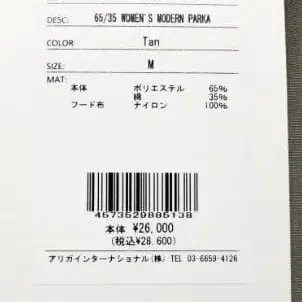 DESC: 65/35 WOMEN'S MODERN PARKA
COLOR Tan
SIZE: M
MAT:
本体 ポリエステル 65%
綿 35%
フード布 ナイロン 100%
4573529885138
本体 ¥26,000
(税込¥28,600)
アリガインターナショナル(株) TEL 03-6659-4126